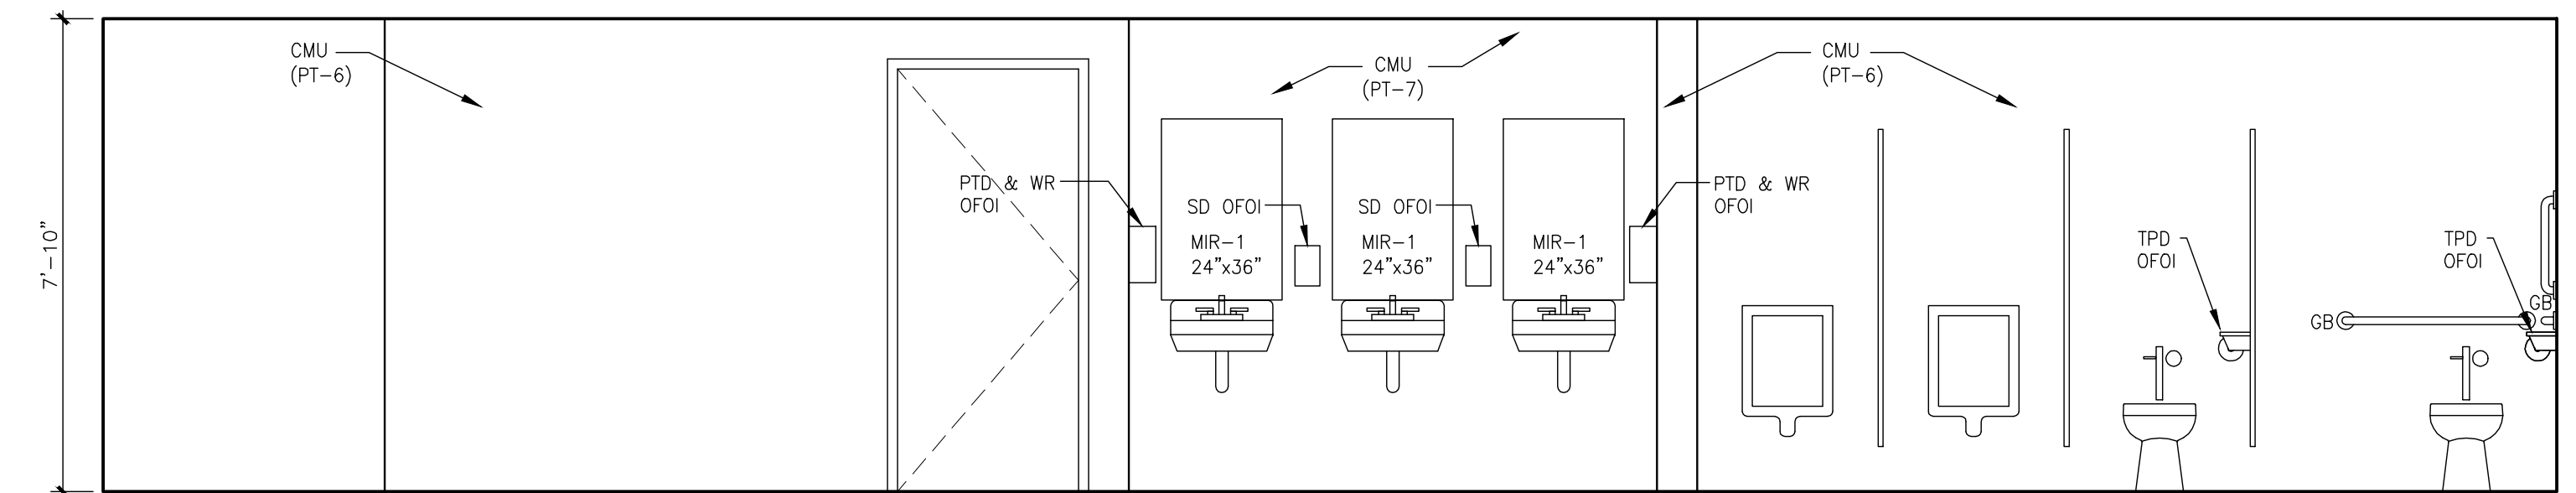 7'-10"
CMU
(PT-6)
PTD & WR
OFOI
CMU
(PT-7)
SD OFOI
MIR-1
24"x36"
SD OFOI
MIR-1
24"x36"
MIR-1
24"x36"
CMU
(PT-6)
PTD & WR
OFOI
TPD
OFOI
TPD
OFOI
GB
GB